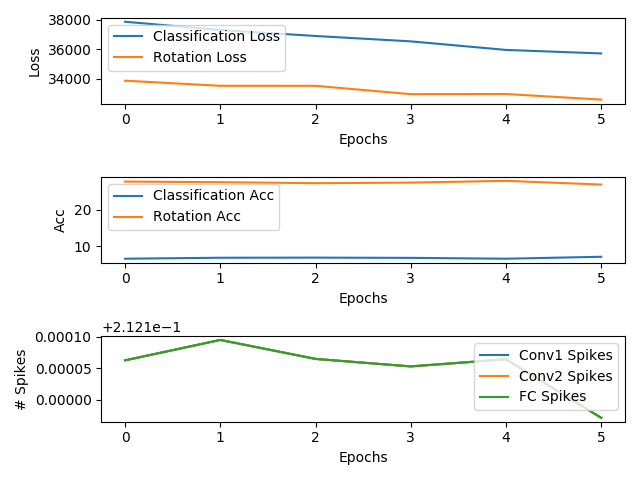 38000
36000
34000
Loss
Classification Loss
Rotation Loss
0 1 2 3 4 5
Epochs
20
10
Acc
Classification Acc
Rotation Acc
0 1 2 3 4 5
Epochs
+2.121e−1
0.00010
0.00005
0.00000
# Spikes
Conv1 Spikes
Conv2 Spikes
FC Spikes
0 1 2 3 4 5
Epochs